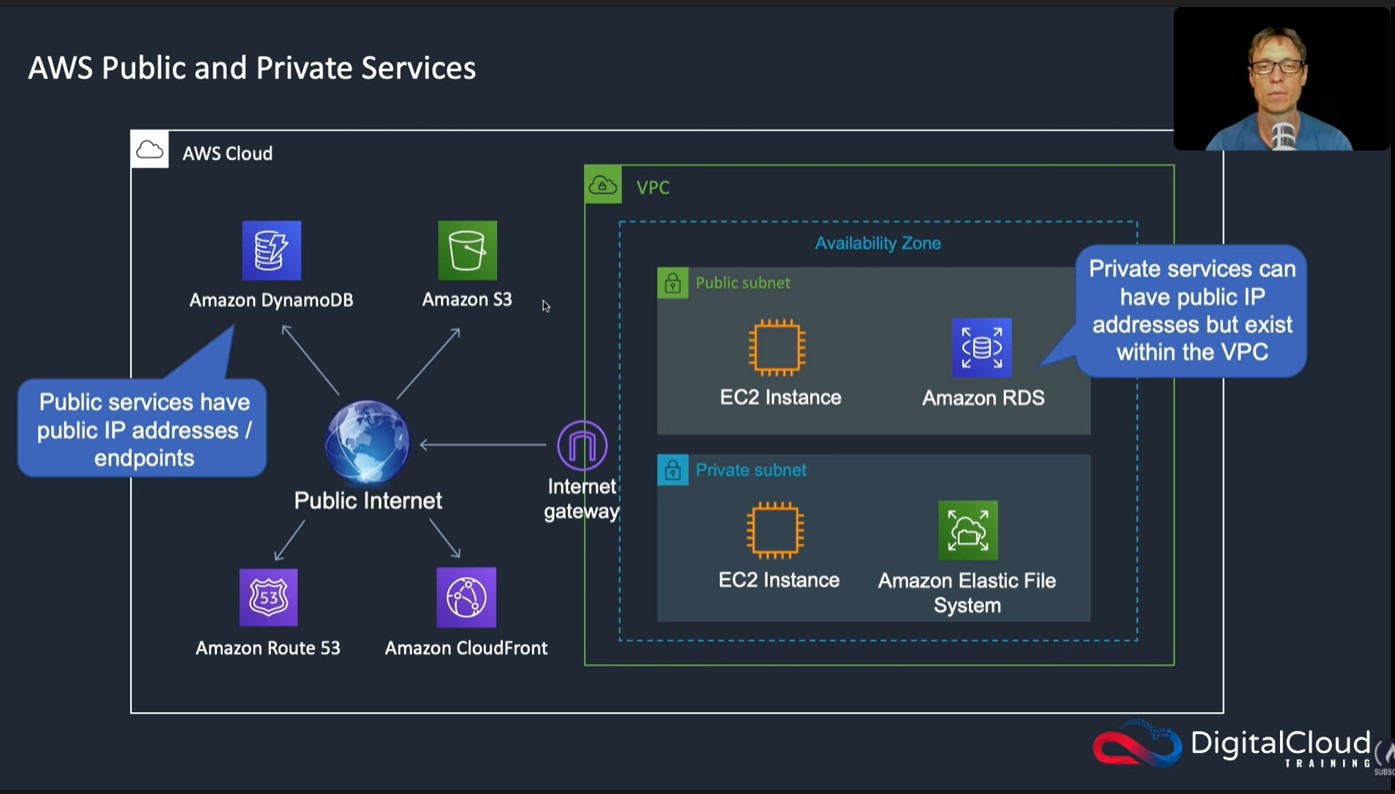 AWS Public and Private Services
AWS Cloud
VPC
Availability Zone
Amazon DynamoDB
Amazon S3
Public subnet
EC2 Instance
Amazon RDS
Private services can
have public IP
addresses but exist
within the VPC
Public services have
public IP addresses /
endpoints
Public Internet
Internet
gateway
Private subnet
EC2 Instance
Amazon Elastic File
System
53
Amazon Route 53
Amazon CloudFront
DigitalCloud
TRAINING